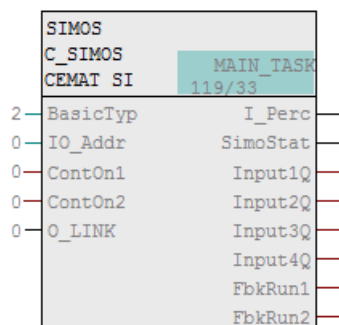 SIMOS
C_SIMOS
CEMAT SI
MAIN_TASK
119/33
2 BasicTyp I_Perc
0 IO_Addr SimoStat
0 ContOn1 Input1Q
0 ContOn2 Input2Q
0 O_LINK Input3Q
Input4Q
FbkRun1
FbkRun2